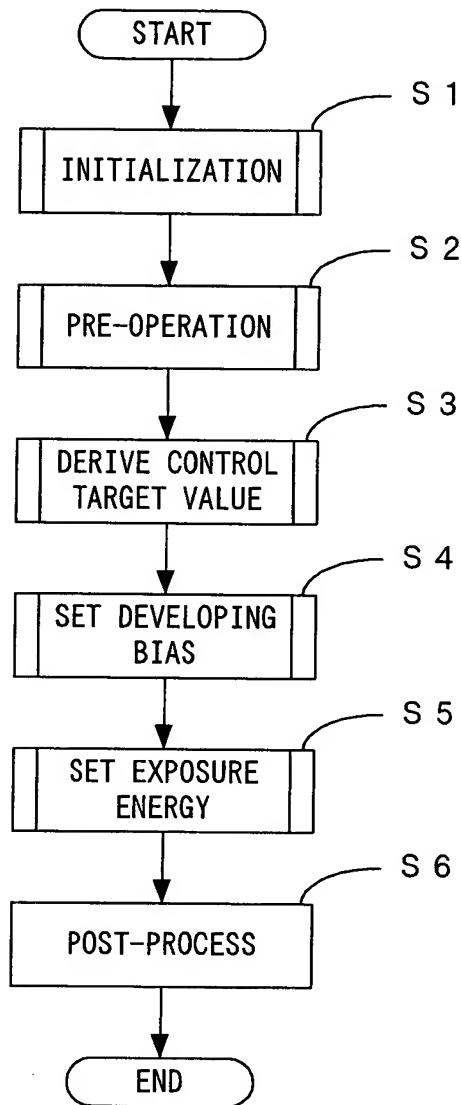 START
S 1
INITIALIZATION
S 2
PRE-OPERATION
S 3
DERIVE CONTROL
TARGET VALUE
S 4
SET DEVELOPING
BIAS
S 5
SET EXPOSURE
ENERGY
S 6
POST-PROCESS
END